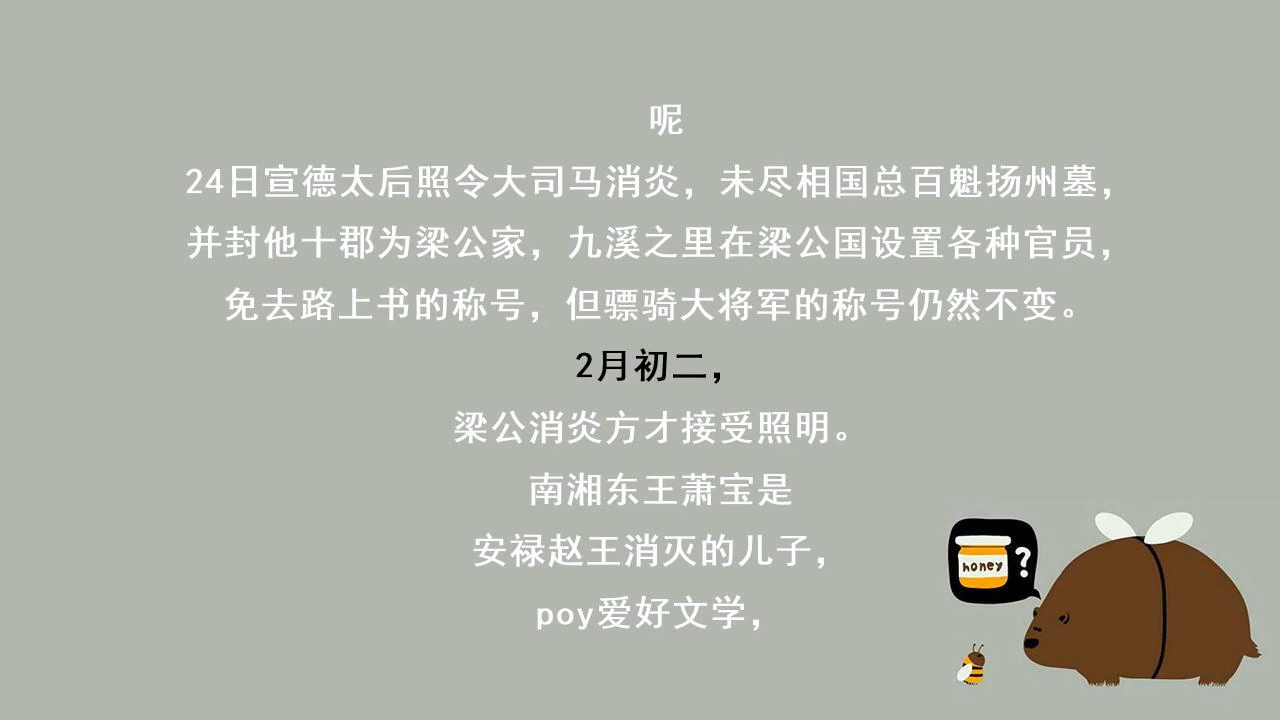 呢
24日宣德太后照令大司马消炎，未尽相国总百魁扬州墓，
并封他十郡为梁公家，九溪之里在梁公国设置各种官员，
免去路上书的称号，但骠骑大将军的称号仍然不变。
2月初二，
梁公消炎方才接受照明。
南湘东王萧宝是
安禄赵王消灭的儿子，
poy爱好文学，
honey
?